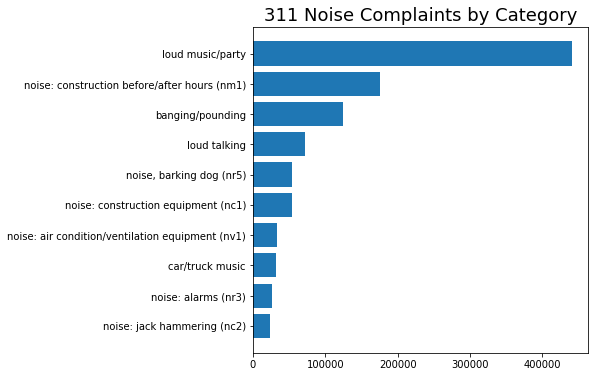 311 Noise Complaints by Category
loud music/party
noise: construction before/after hours (nm1)
banging/pounding
loud talking
noise, barking dog (nr5)
noise: construction equipment (nc1)
noise: air condition/ventilation equipment (nv1)
car/truck music
noise: alarms (nr3)
noise: jack hammering (nc2)
0 100000 200000 300000 400000